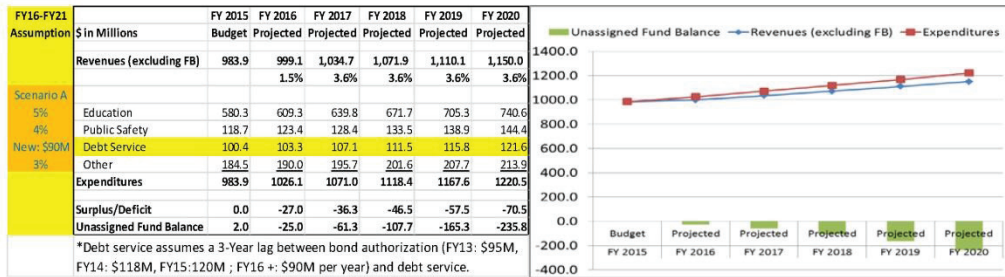 FY16-FY21 FY 2015 FY 2016 FY 2017 FY 2018 FY 2019 FY 2020
Assumption $ in Millions Budget Projected Projected Projected Projected Projected
Revenues (excluding FB) 983.9 999.1 1,034.7 1,071.9 1,110.1 1,150.0
1.5% 3.6% 3.6% 3.6% 3.6%
Scenario A
5% Education 580.3 609.3 639.8 671.7 705.3 740.6
4% Public Safety 118.7 123.4 128.4 133.5 138.9 144.4
New: $90M Debt Service 100.4 103.3 107.1 111.5 115.8 121.6
3% Other 184.5 190.0 195.7 201.6 207.7 213.9
Expenditures 983.9 1026.1 1071.0 1118.4 1167.6 1220.5
Surplus/Deficit 0.0 -27.0 -36.3 -46.5 -57.5 -70.5
Unassigned Fund Balance 2.0 -25.0 -61.3 -107.7 -165.3 -235.8
*Debt service assumes a 3-Year lag between bond authorization (FY13: $95M,
FY14: $118M, FY15:120M ; FY16 +: $90M per year) and debt service.
Unassigned Fund Balance Revenues (excluding FB) Expenditures
1400.0
1200.0
1000.0
800.0
600.0
400.0
200.0
0.0
-200.0
-400.0
Budget Projected Projected Projected Projected Projected
FY 2015 FY 2016 FY 2017 FY 2018 FY 2019 FY 2020